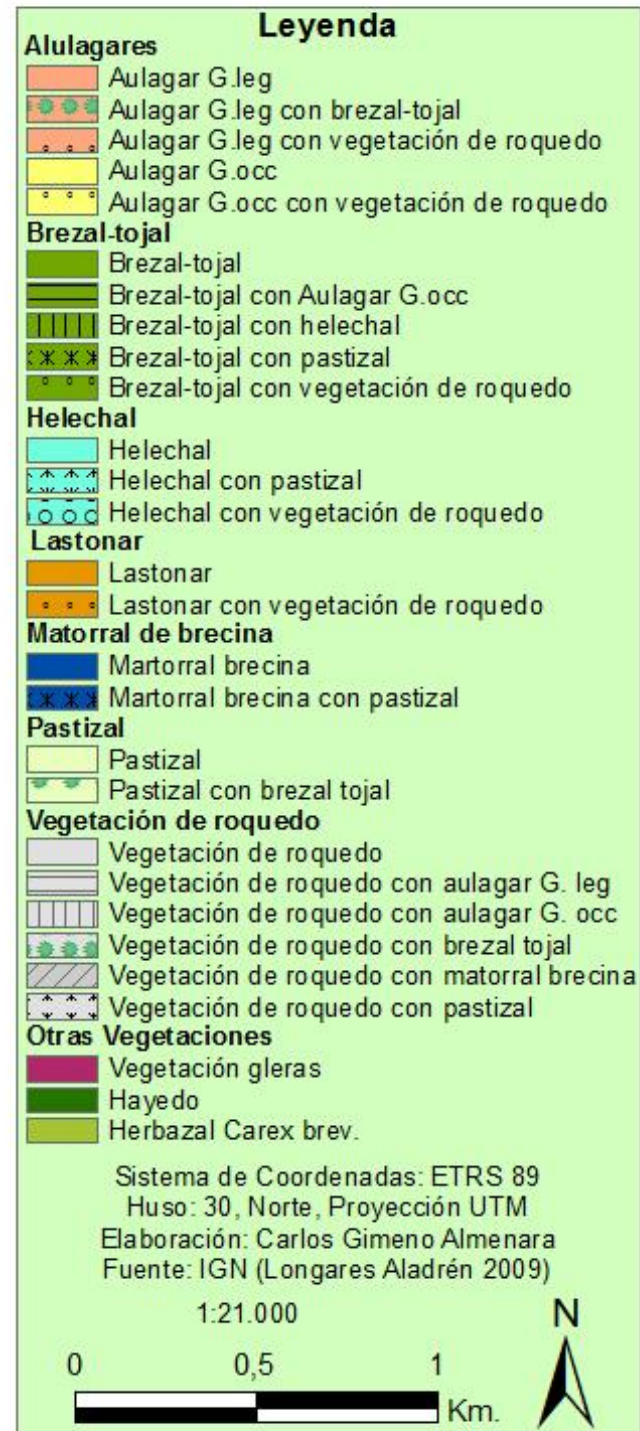 Leyenda
Alulagares
Aulagar G.leg
Aulagar G.leg con brezal-tojal
Aulagar G.leg con vegetación de roquedo
Aulagar G.occ
Aulagar G.occ con vegetación de roquedo
Brezal-tojal
Brezal-tojal
Brezal-tojal con Aulagar G.occ
Brezal-tojal con helechal
Brezal-tojal con pastizal
Brezal-tojal con vegetación de roquedo
Helechal
Helechal
Helechal con pastizal
Helechal con vegetación de roquedo
Lastonar
Lastonar
Lastonar con vegetación de roquedo
Matorral de brecina
Martorral brecina
Martorral brecina con pastizal
Pastizal
Pastizal
Pastizal con brezal tojal
Vegetación de roquedo
Vegetación de roquedo
Vegetación de roquedo con aulagar G. leg
Vegetación de roquedo con aulagar G. occ
Vegetación de roquedo con brezal tojal
Vegetación de roquedo con matorral brecina
Vegetación de roquedo con pastizal
Otras Vegetaciones
Vegetación gleras
Hayedo
Herbazal Carex brev.
Sistema de Coordenadas: ETRS 89
Huso: 30, Norte, Proyección UTM
Elaboración: Carlos Gimeno Almenara
Fuente: IGN (Longares Aladrén 2009)
1:21.000
N
0 0,5 1
Km.